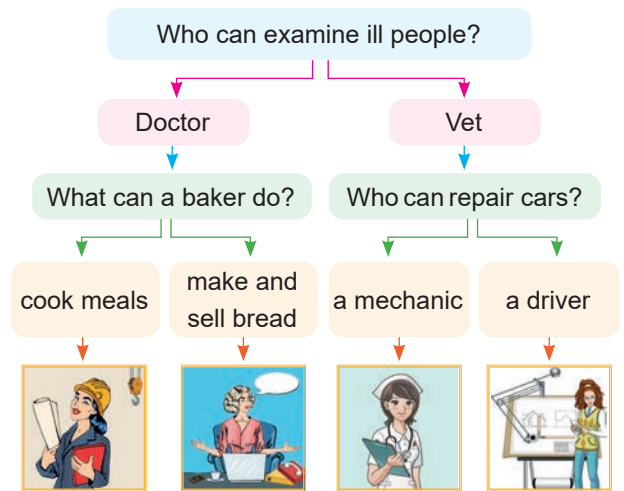 Who can examine ill people?
Doctor
Vet
What can a baker do?
Who can repair cars?
cook meals
make and
sell bread
a mechanic
a driver